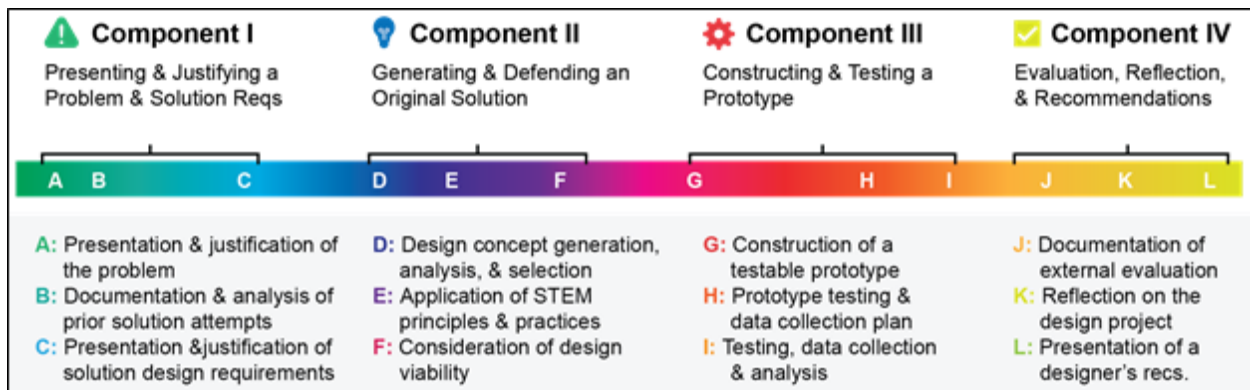 Component I
Presenting & Justifying a
Problem & Solution Reqs
Component II
Generating & Defending an
Original Solution
Component III
Constructing & Testing a
Prototype
Component IV
Evaluation, Reflection,
& Recommendations
A B C D E F G H I J K L
A: Presentation & justification of
the problem
B: Documentation & analysis of
prior solution attempts
C: Presentation &justification of
solution design requirements
D: Design concept generation,
analysis, & selection
E: Application of STEM
principles & practices
F: Consideration of design
viability
G: Construction of a
testable prototype
H: Prototype testing &
data collection plan
I: Testing, data collection
& analysis
J: Documentation of
external evaluation
K: Reflection on the
design project
L: Presentation of a
designer's recs.